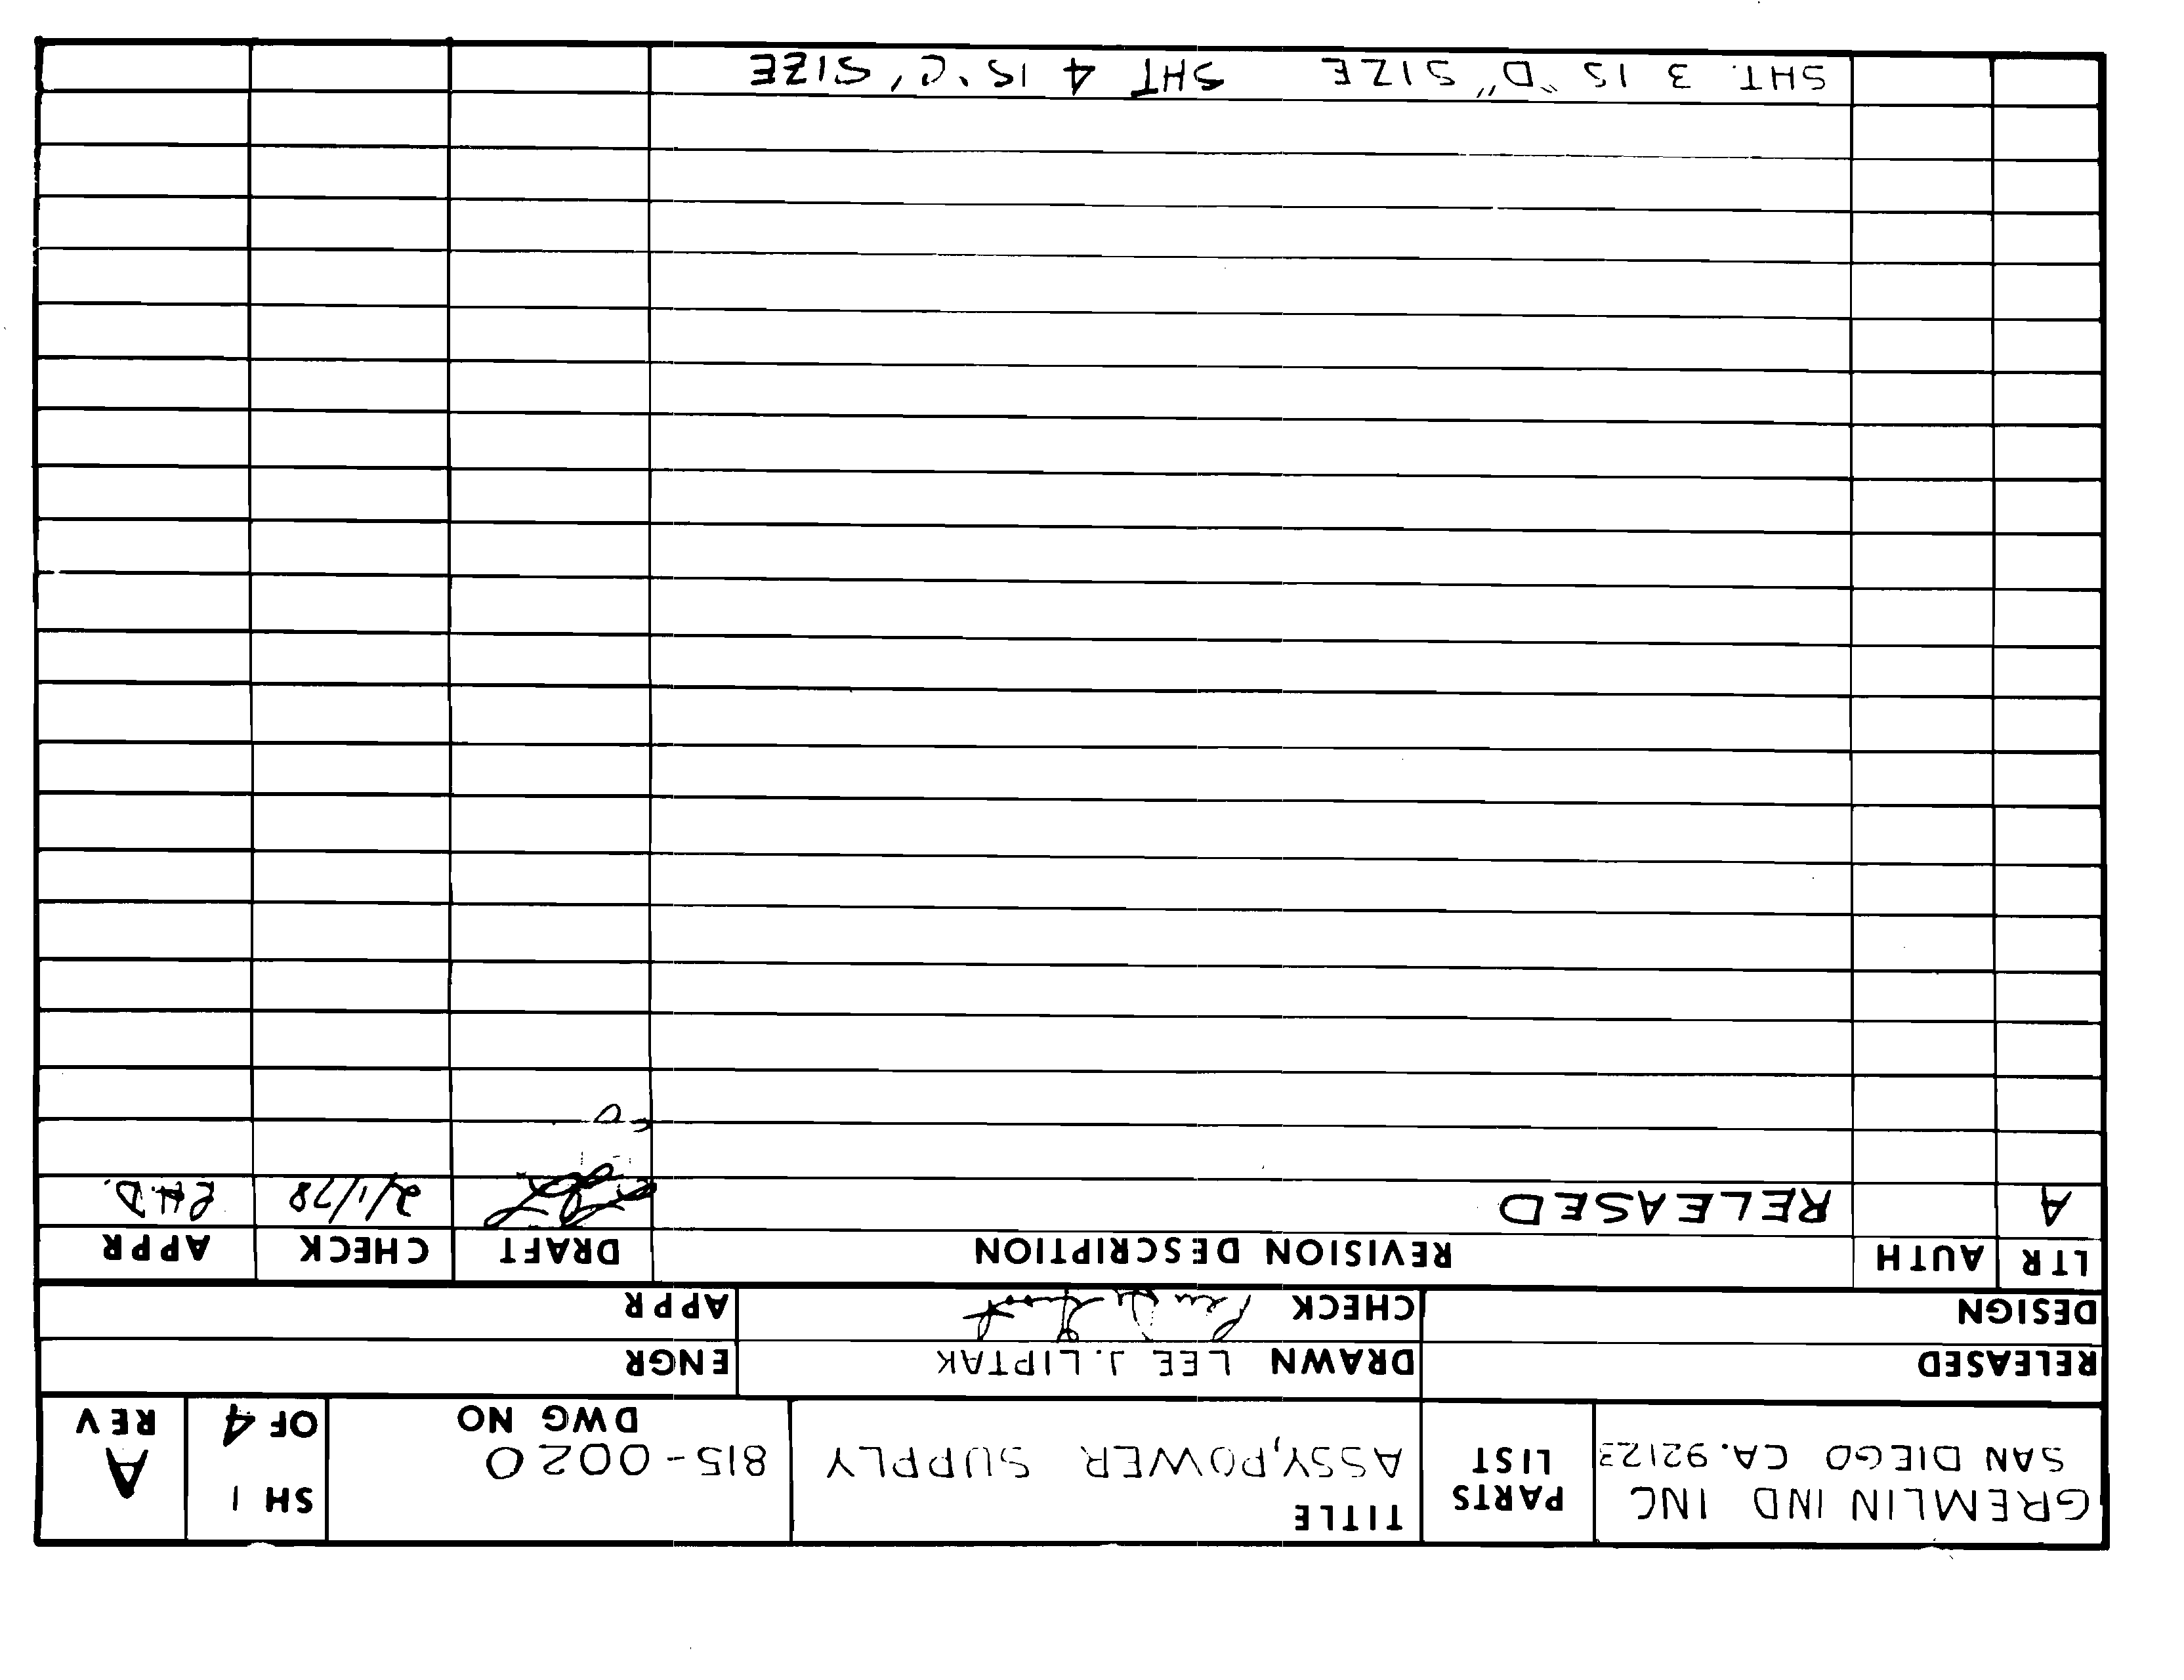 GREMLIN IND INC
SAN DIEGO CA. 92123
PARTS
LIST
TITLE
ASSY, POWER SUPPLY
815-0020
DWG NO
SH 1
OF 4
A
REV
RELEASED
DRAWN LEE J. LIPTAK
ENGR
DESIGN
CHECK
APPR
LTR AUTH REVISION DESCRIPTION DRAFT CHECK APPR
A RELEASED 2/1/78
SHT. 3 IS "D" SIZE SHT 4 IS 'C' SIZE